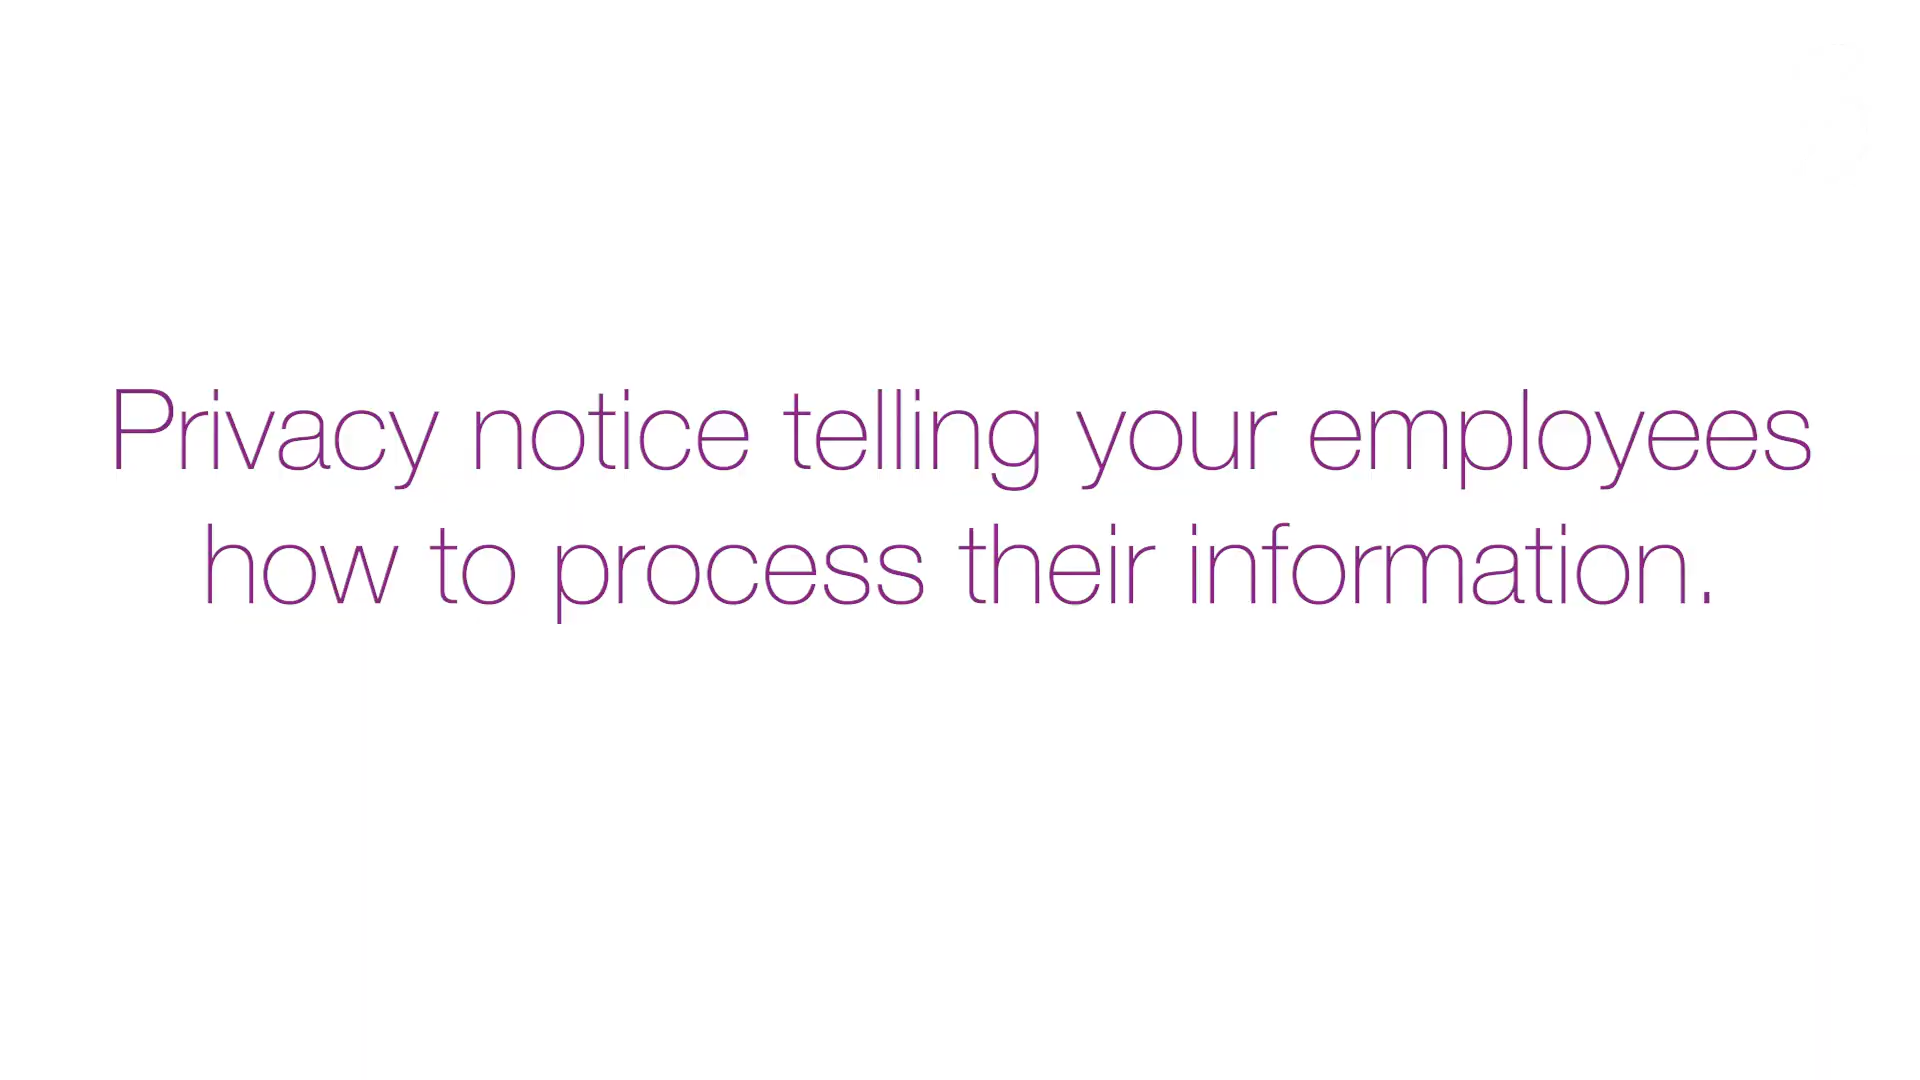 Privacy notice telling your employees
how to process their information.